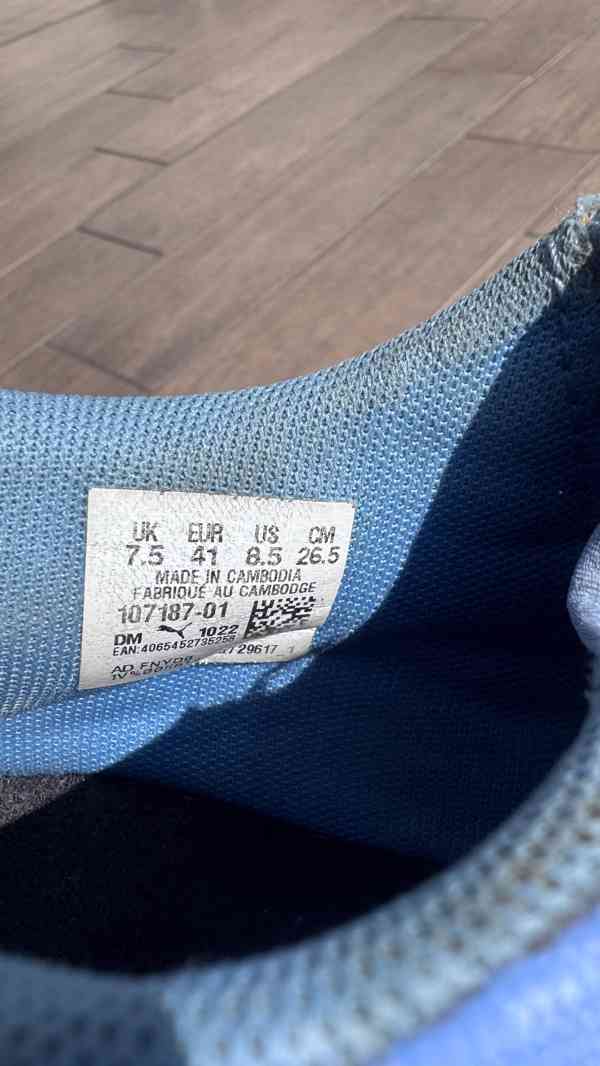 UK EUR US CM
7.5 41 8.5 26.5
MADE IN CAMBODIA
FABRIQUÉ AU CAMBODGE
107187-01
DM 1022
EAN:4065452735258
29617_1